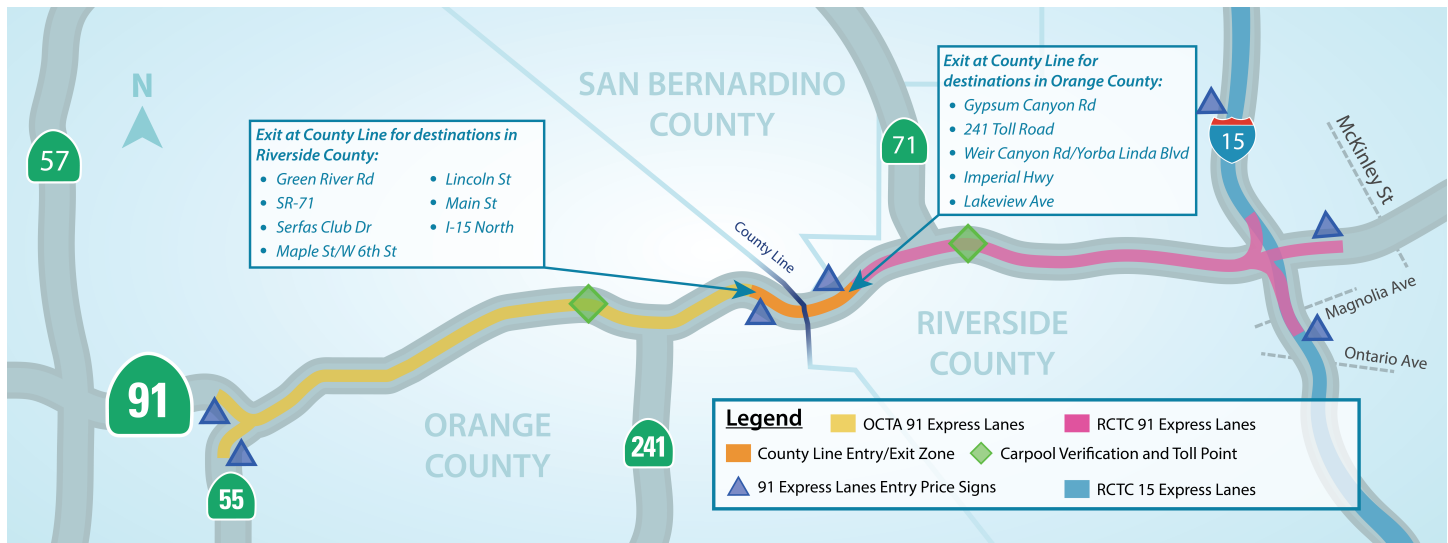 N
57
SAN BERNARDINO
COUNTY
71
Exit at County Line for
destinations in Orange County:
• Gypsum Canyon Rd
• 241 Toll Road
• Weir Canyon Rd/Yorba Linda Blvd
• Imperial Hwy
• Lakeview Ave
15
McKinley St
Exit at County Line for destinations in
Riverside County:
• Green River Rd
• SR-71
• Serfas Club Dr
• Maple St/W 6th St
• Lincoln St
• Main St
• I-15 North
County Line
Magnolia Ave
Ontario Ave
RIVERSIDE
COUNTY
91
ORANGE
COUNTY
241
55
Legend
OCTA 91 Express Lanes
RCTC 91 Express Lanes
County Line Entry/Exit Zone
Carpool Verification and Toll Point
91 Express Lanes Entry Price Signs
RCTC 15 Express Lanes